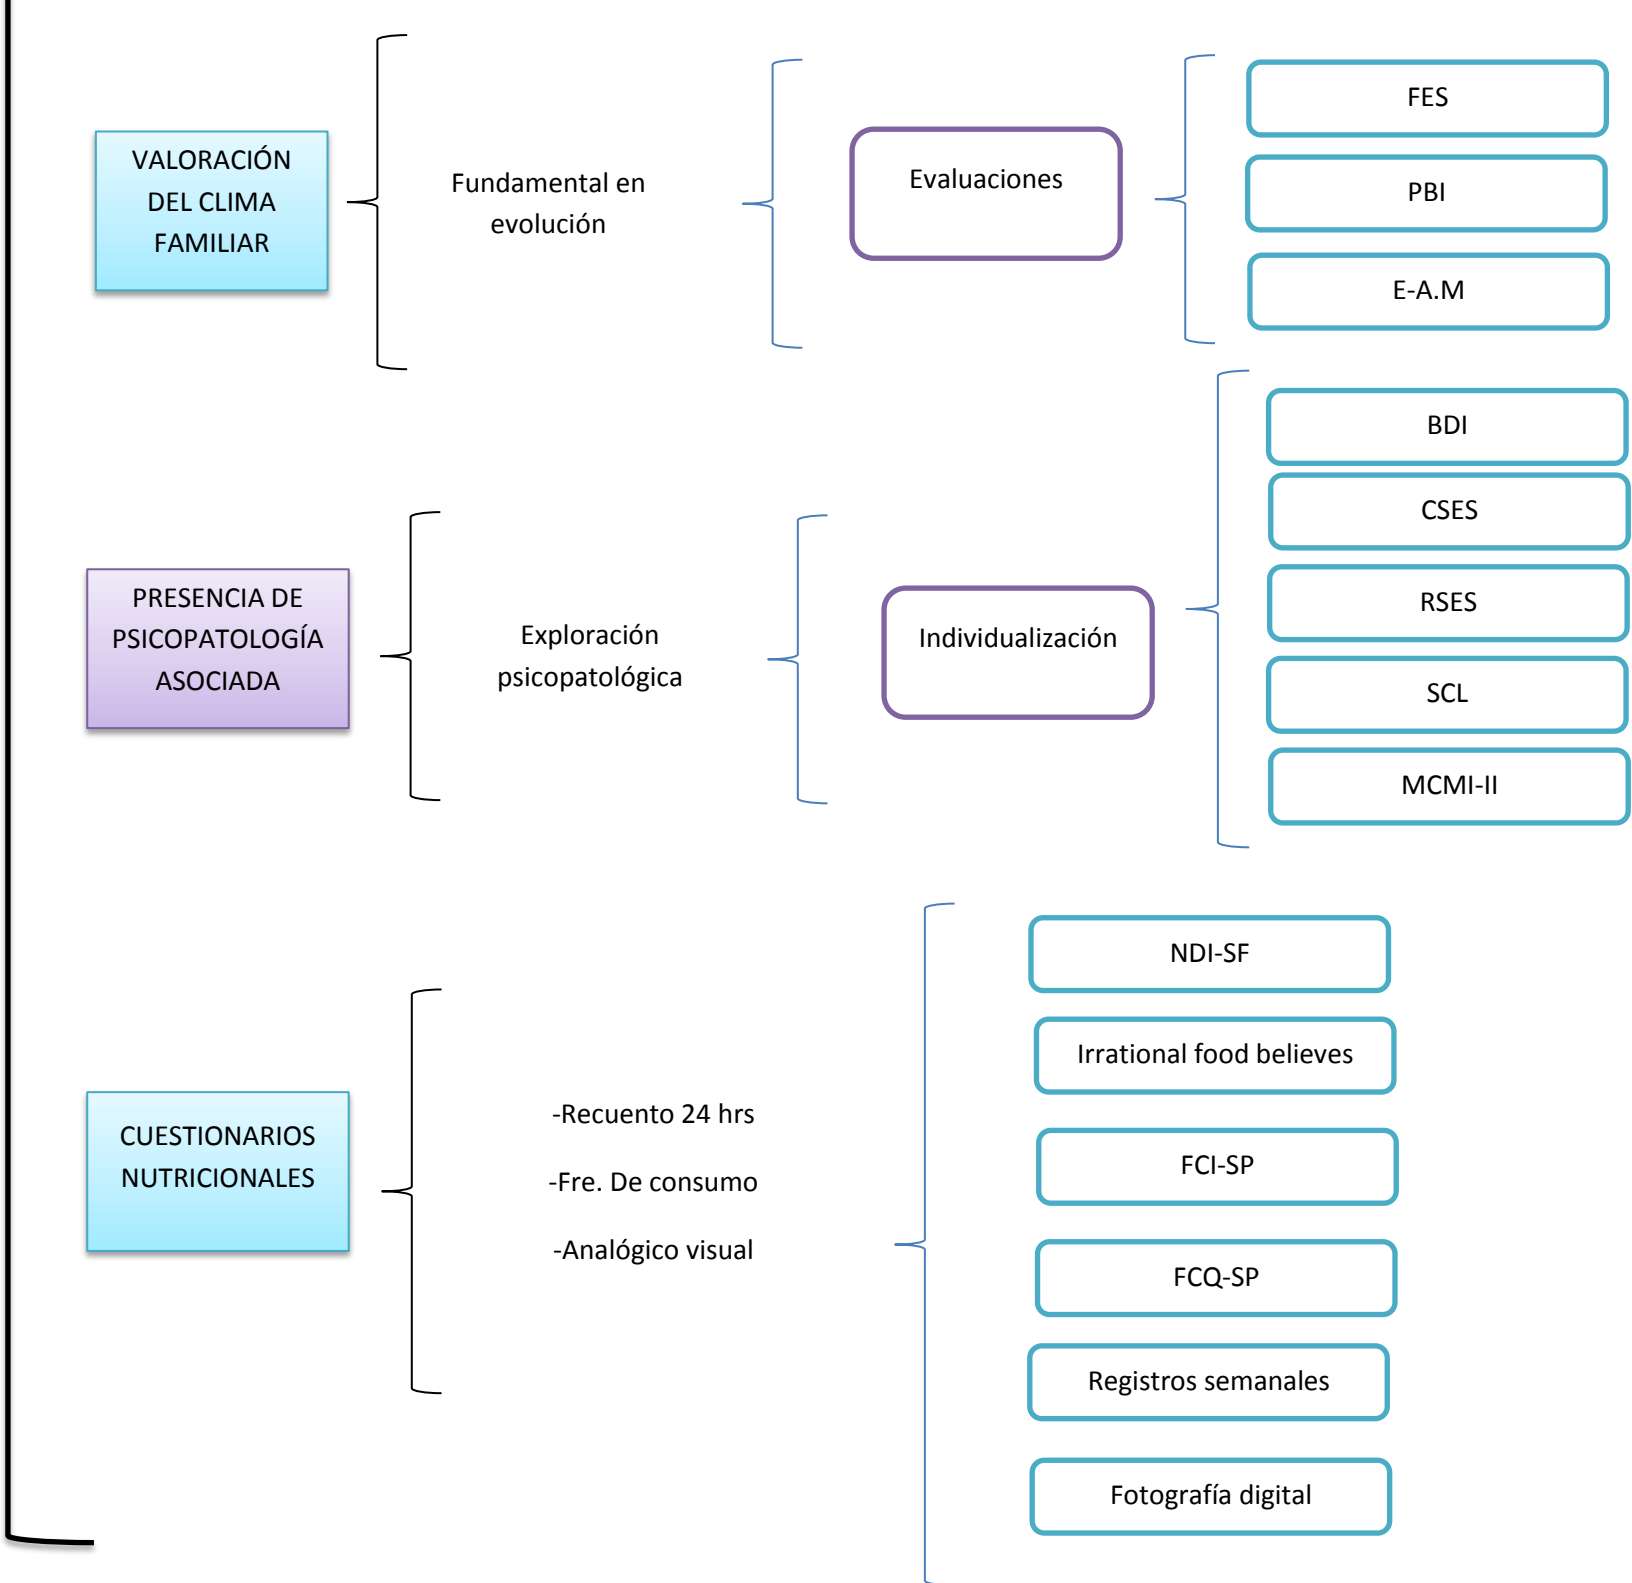 VALORACIÓN
DEL CLIMA
FAMILIAR
Fundamental en
evolución
Evaluaciones
FES
PBI
E-A.M
PRESENCIA DE
PSICOPATOLOGÍA
ASOCIADA
Exploración
psicopatológica
Individualización
BDI
CSES
RSES
SCL
MCMI-II
CUESTIONARIOS
NUTRICIONALES
-Recuento 24 hrs
-Fre. De consumo
-Analógico visual
NDI-SF
Irrational food believes
FCI-SP
FCQ-SP
Registros semanales
Fotografía digital